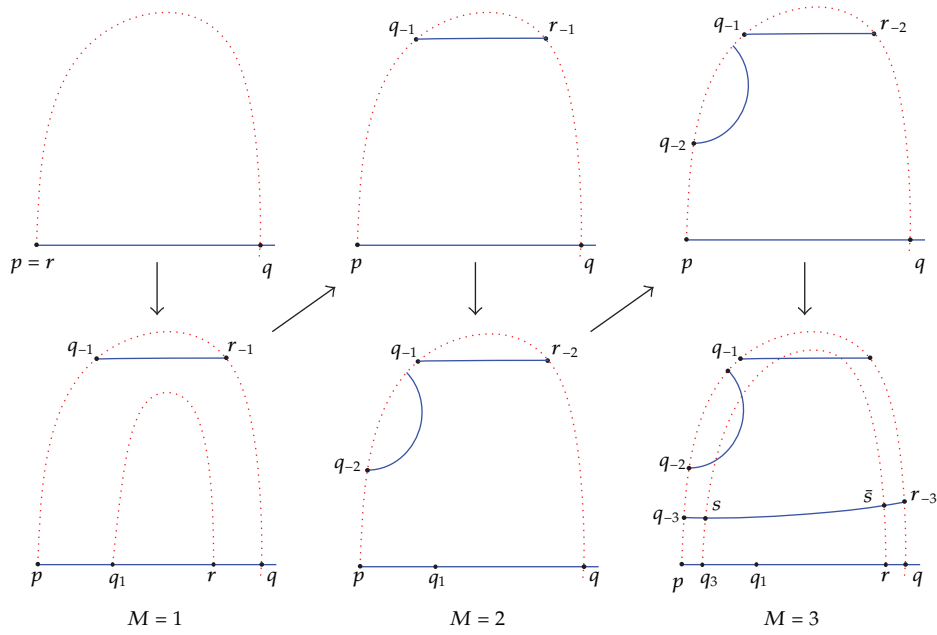 q₋₁ r₋₁ q₋₁ r₋₂
q₋₂
p = r q p q p q
q₋₁ r₋₁ q₋₁ r₋₂ q₋₁
q₋₂ q₋₂
q₋₃ s s̄ r₋₃
p q₁ r q p q₁ q p q₃ q₁ r q
M = 1 M = 2 M = 3